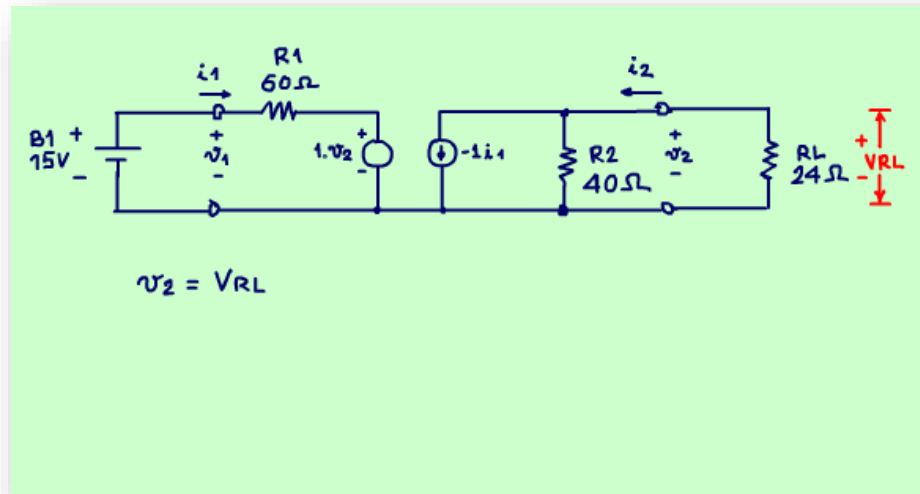 R1
60Ω
i1
i2
B1 +
15V
-
+
v1
-
+
1.v2
-
-1i1
R2
40Ω
+
v2
-
RL
24Ω
+
VRL
-
v2 = VRL